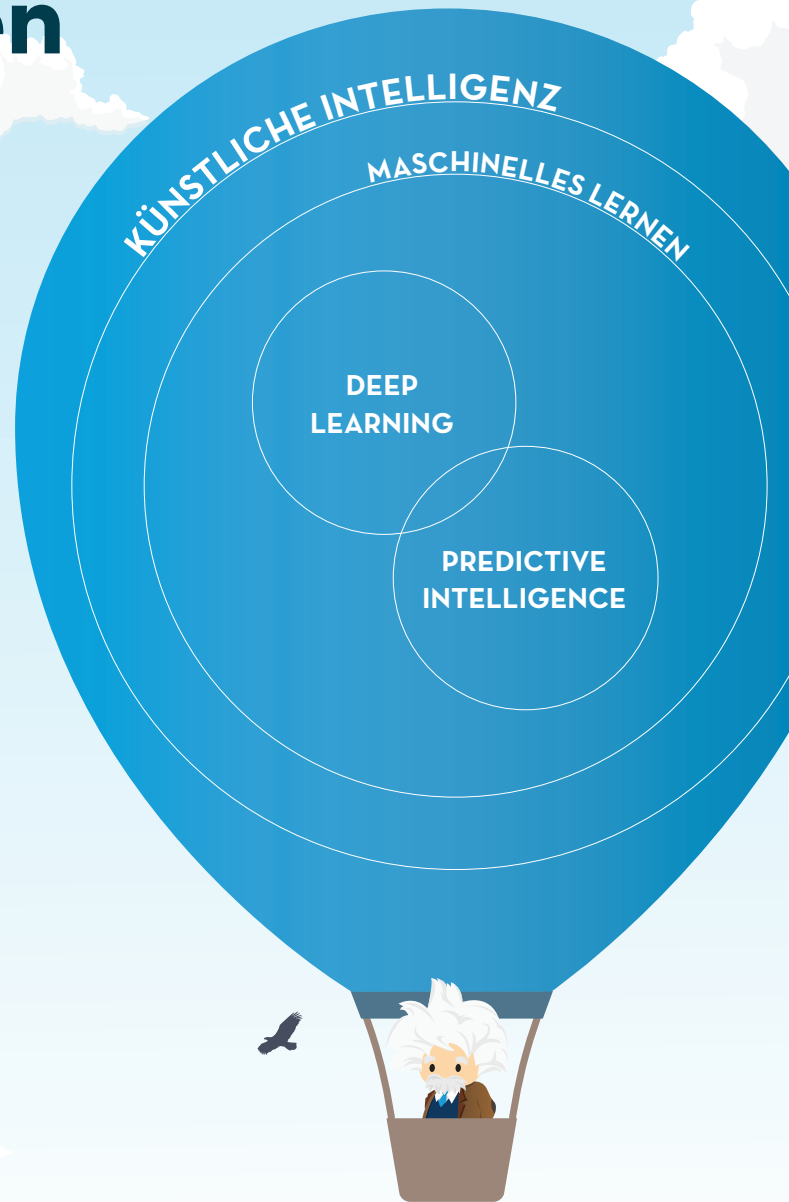 en
KÜNSTLICHE INTELLIGENZ
MASCHINELLES LERNEN
DEEP
LEARNING
PREDICTIVE
INTELLIGENCE